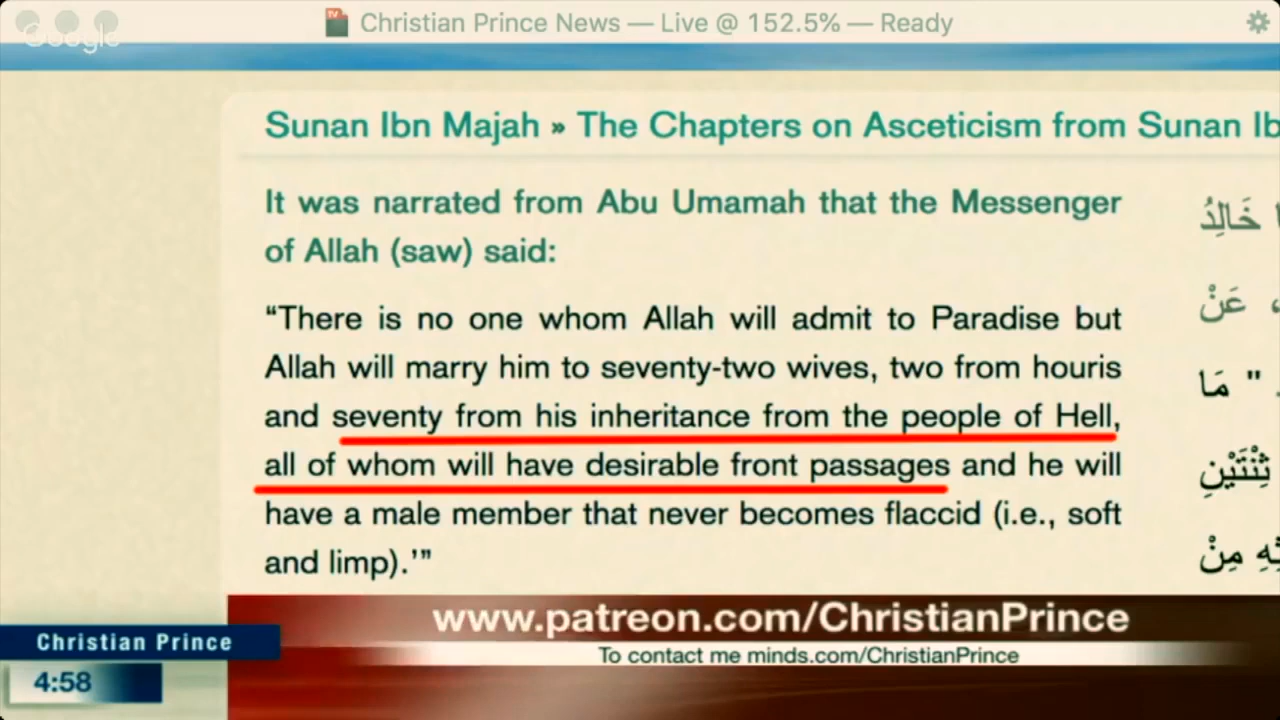 Google
Christian Prince News — Live @ 152.5% — Ready
Sunan Ibn Majah » The Chapters on Asceticism from Sunan Ib
It was narrated from Abu Umamah that the Messenger
of Allah (saw) said:
“There is no one whom Allah will admit to Paradise but
Allah will marry him to seventy-two wives, two from houris
and seventy from his inheritance from the people of Hell,
all of whom will have desirable front passages and he will
have a male member that never becomes flaccid (i.e., soft
and limp).’”
خَالِدُ
، عَنْ
" مَا
ثِنْتَيْنِ
مِنْ
www.patreon.com/ChristianPrince
To contact me minds.com/ChristianPrince
Christian Prince
4:58